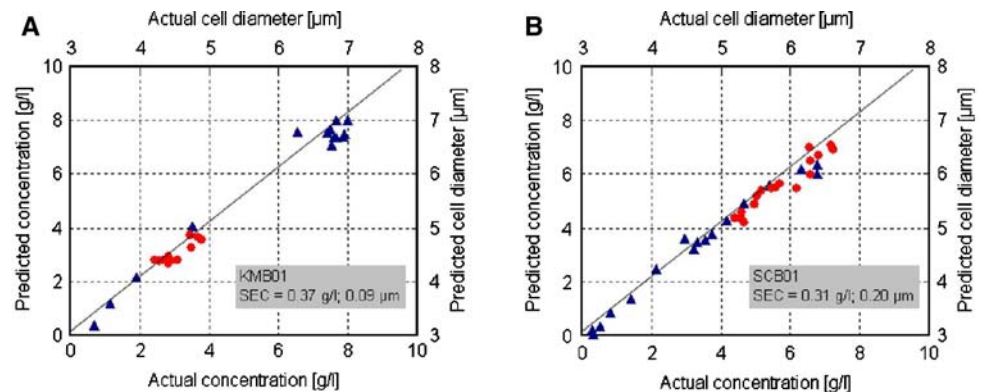 A
Actual cell diameter [µm]
3 4 5 6 7 8
Predicted concentration [g/l]
10
8
6
4
2
0
8
7
6
5
4
3
Predicted cell diameter [µm]
KMB01
SEC = 0.37 g/l; 0.09 µm
0 2 4 6 8 10
Actual concentration [g/l]
B
Actual cell diameter [µm]
3 4 5 6 7 8
Predicted concentration [g/l]
10
8
6
4
2
0
8
7
6
5
4
3
Predicted cell diameter [µm]
SCB01
SEC = 0.31 g/l; 0.20 µm
0 2 4 6 8 10
Actual concentration [g/l]